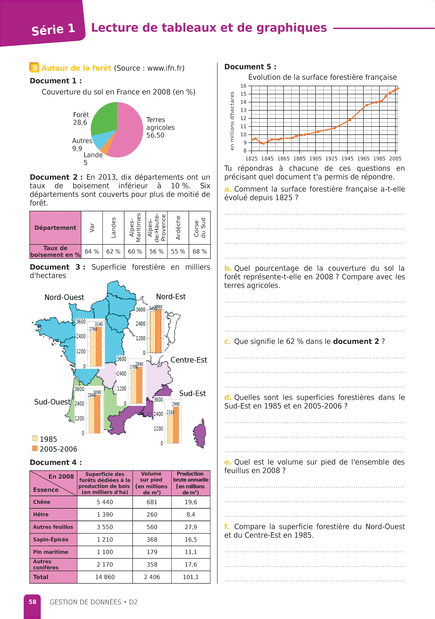 Série 1
Lecture de tableaux et de graphiques
Autour de la forêt (Source : www.ifn.fr)
Document 1 :
Couverture du sol en France en 2008 (en %)
Forêt
28,6
Autres
9,9
Lande
5
Terres
agricoles
56,50
Document 2 : En 2013, dix départements ont un
taux de boisement inférieur à 10 %. Six
départements sont couverts pour plus de moitié de
forêt.
Département
Var
Landes
Alpes-
Maritimes
Alpes-
de-Haute-
Provence
Ardèche
Corse
du Sud
Taux de
boisement en %
64 %
62 %
60 %
56 %
55 %
68 %
Document 3 : Superficie forestière en milliers
d'hectares
Nord-Ouest
Nord-Est
Centre-Est
Sud-Ouest
Sud-Est
3600
2400
1200
0
3600
2400
1200
0
3600
2400
1200
0
3600
2400
1200
0
3600
2400
1200
0
1985
2005-2006
Document 4 :
En 2008
Essence
Superficie des
forêts dédiées à la
production de bois
(en milliers d'ha)
Volume
sur pied
(en millions
de m³)
Production
brute annuelle
(en millions
de m³)
Chêne 5 440 681 19,6
Hêtre 1 390 260 8,4
Autres feuillus 3 550 560 27,9
Sapin-Épicéa 1 210 368 16,5
Pin maritime 1 100 179 11,1
Autres
conifères
2 170 358 17,6
Total 14 860 2 406 101,1
Document 5 :
Évolution de la surface forestière française
en millions d'hectares
16
15
14
13
12
11
10
9
8
1825 1845 1865 1885 1905 1925 1945 1965 1985 2005
Tu répondras à chacune de ces questions en
précisant quel document t'a permis de répondre.
a. Comment la surface forestière française a-t-elle
évolué depuis 1825 ?
b. Quel pourcentage de la couverture du sol la
forêt représente-t-elle en 2008 ? Compare avec les
terres agricoles.
c. Que signifie le 62 % dans le document 2 ?
d. Quelles sont les superficies forestières dans le
Sud-Est en 1985 et en 2005-2006 ?
e. Quel est le volume sur pied de l'ensemble des
feuillus en 2008 ?
f. Compare la superficie forestière du Nord-Ouest
et du Centre-Est en 1985.
58 GESTION DE DONNÉES • D2